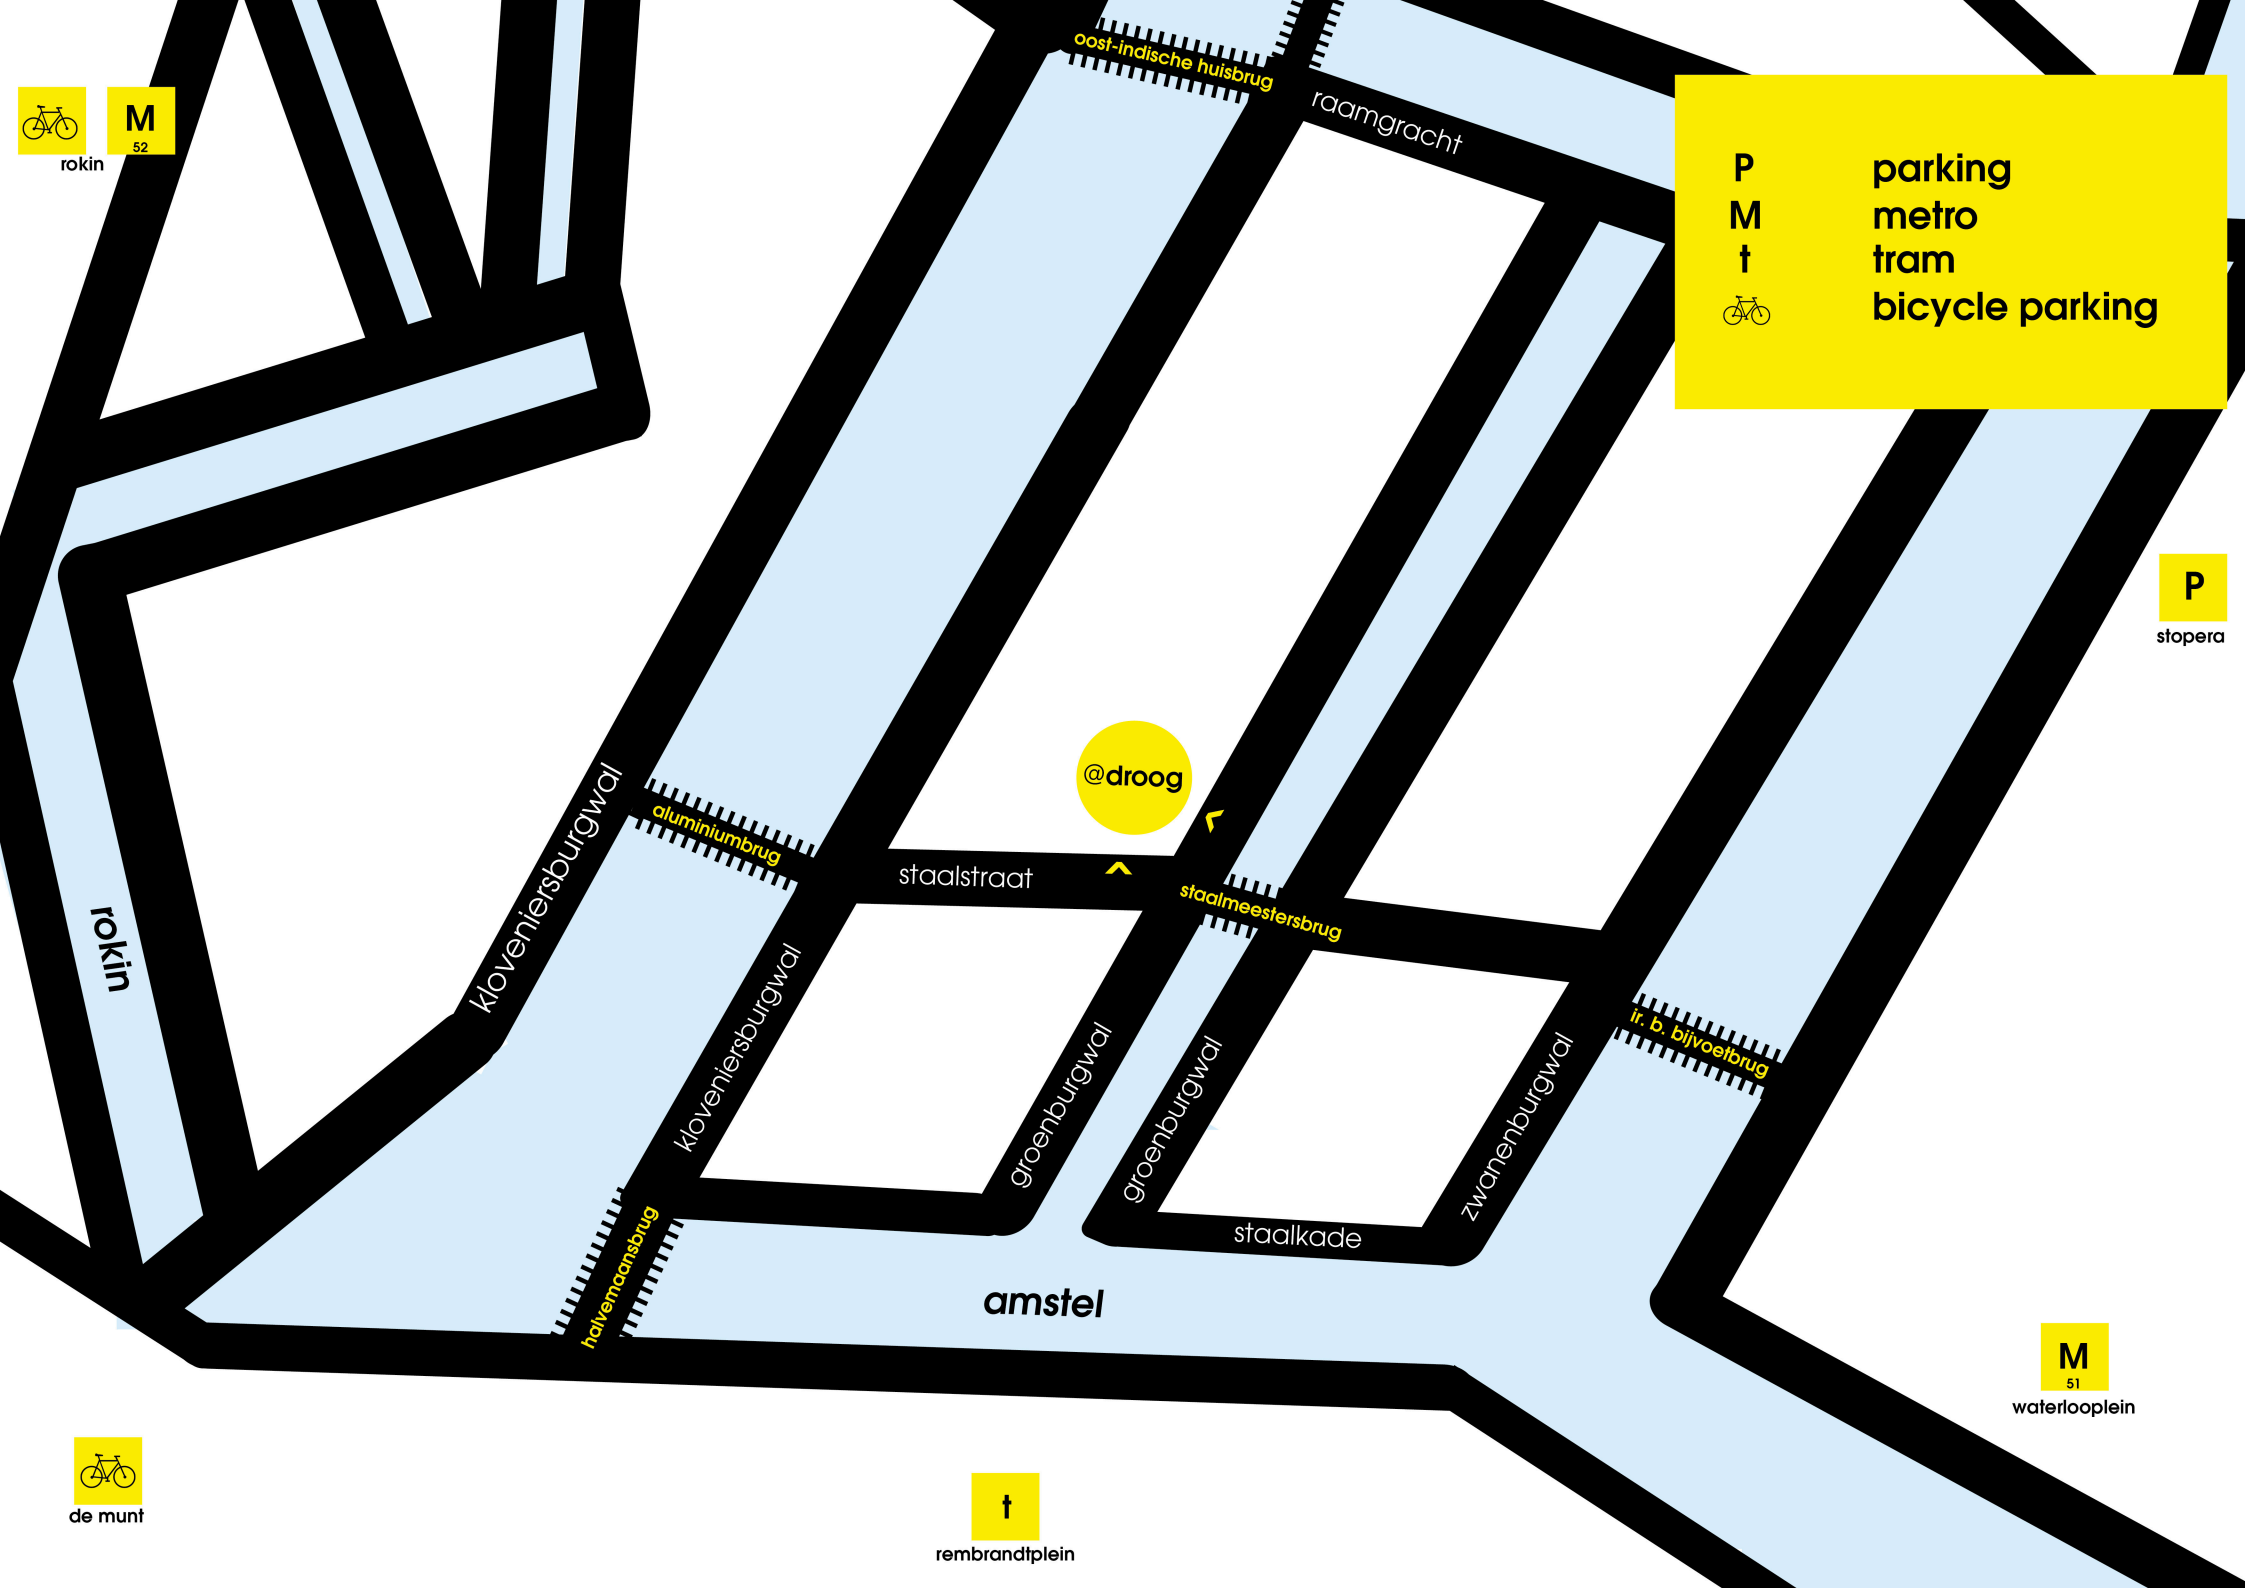 oost-indische huisbrug
raamgracht
M
52
rokin
P parking
M metro
t tram
bicycle parking
P
stopera
@droog
kloveniersburgwal
aluminiumbrug
staalstraat
staalmeestersbrug
rokin
kloveniersburgwal
groenburgwal
groenburgwal
zwanenburgwal
ir. b. bijvoetbrug
halvemaansbrug
staalkade
amstel
M
51
waterlooplein
de munt
t
rembrandtplein